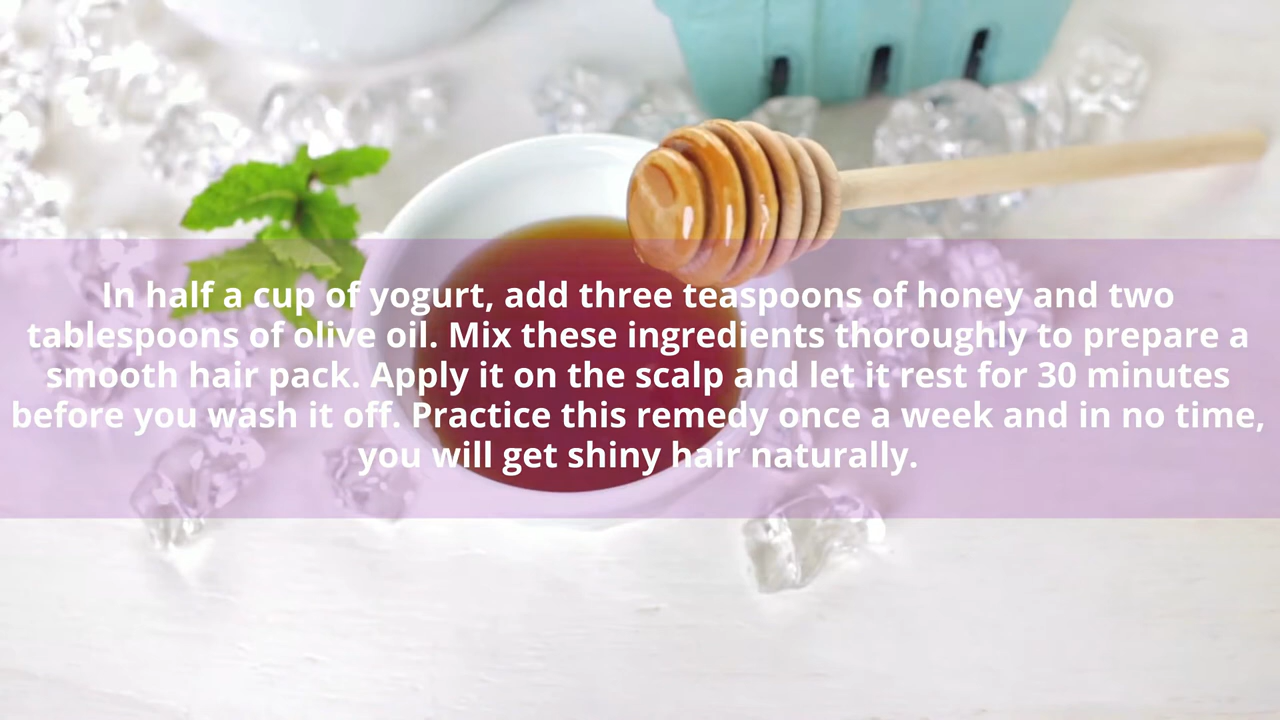 In half a cup of yogurt, add three teaspoons of honey and two
tablespoons of olive oil. Mix these ingredients thoroughly to prepare a
smooth hair pack. Apply it on the scalp and let it rest for 30 minutes
before you wash it off. Practice this remedy once a week and in no time,
you will get shiny hair naturally.